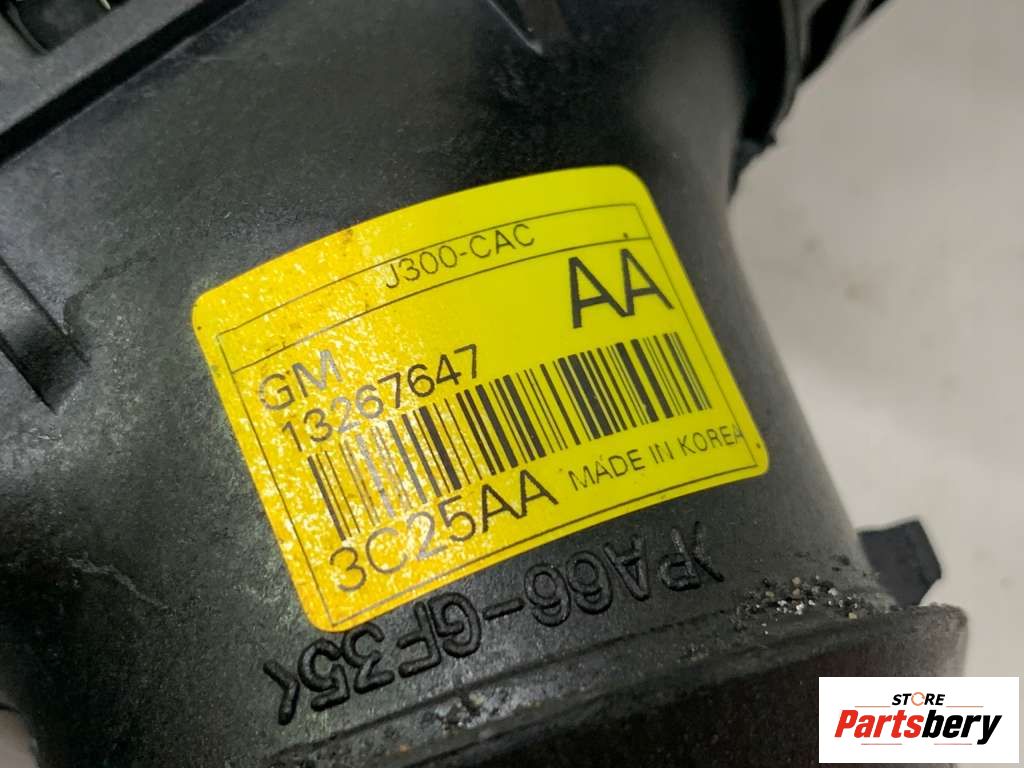 J300-CAC
GM
AA
13267647
3C25AA
MADE IN KOREA
>PA66-GF35<
STORE
Partsbery